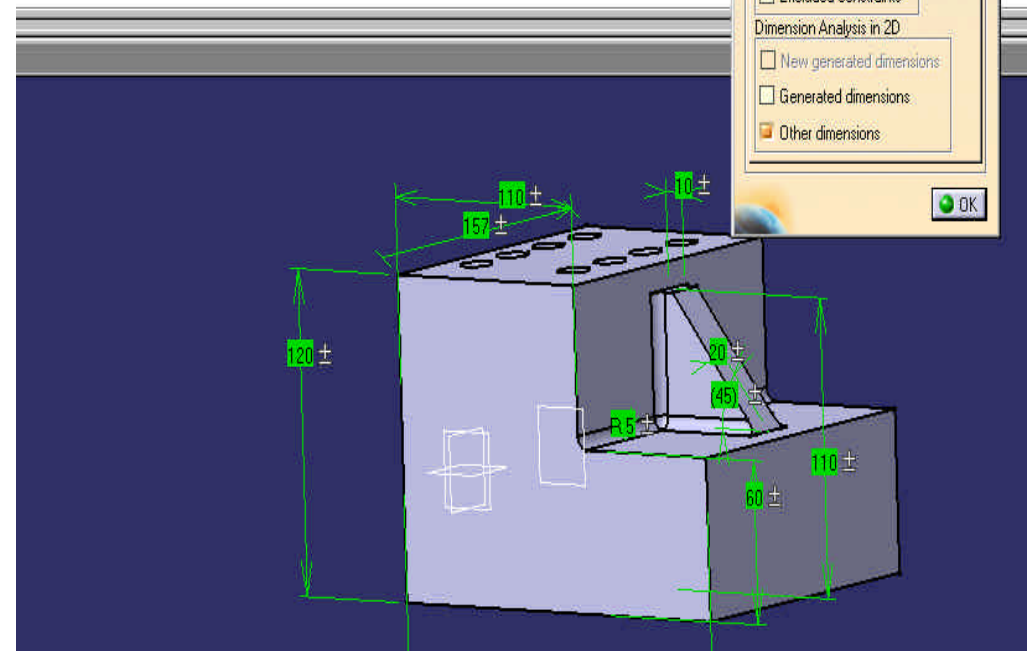 Dimension Analysis in 2D
New generated dimensions
Generated dimensions
Other dimensions
OK
110 ±
10 ±
157 ±
120 ±
20 ±
(45) ±
R 5 ±
110 ±
60 ±